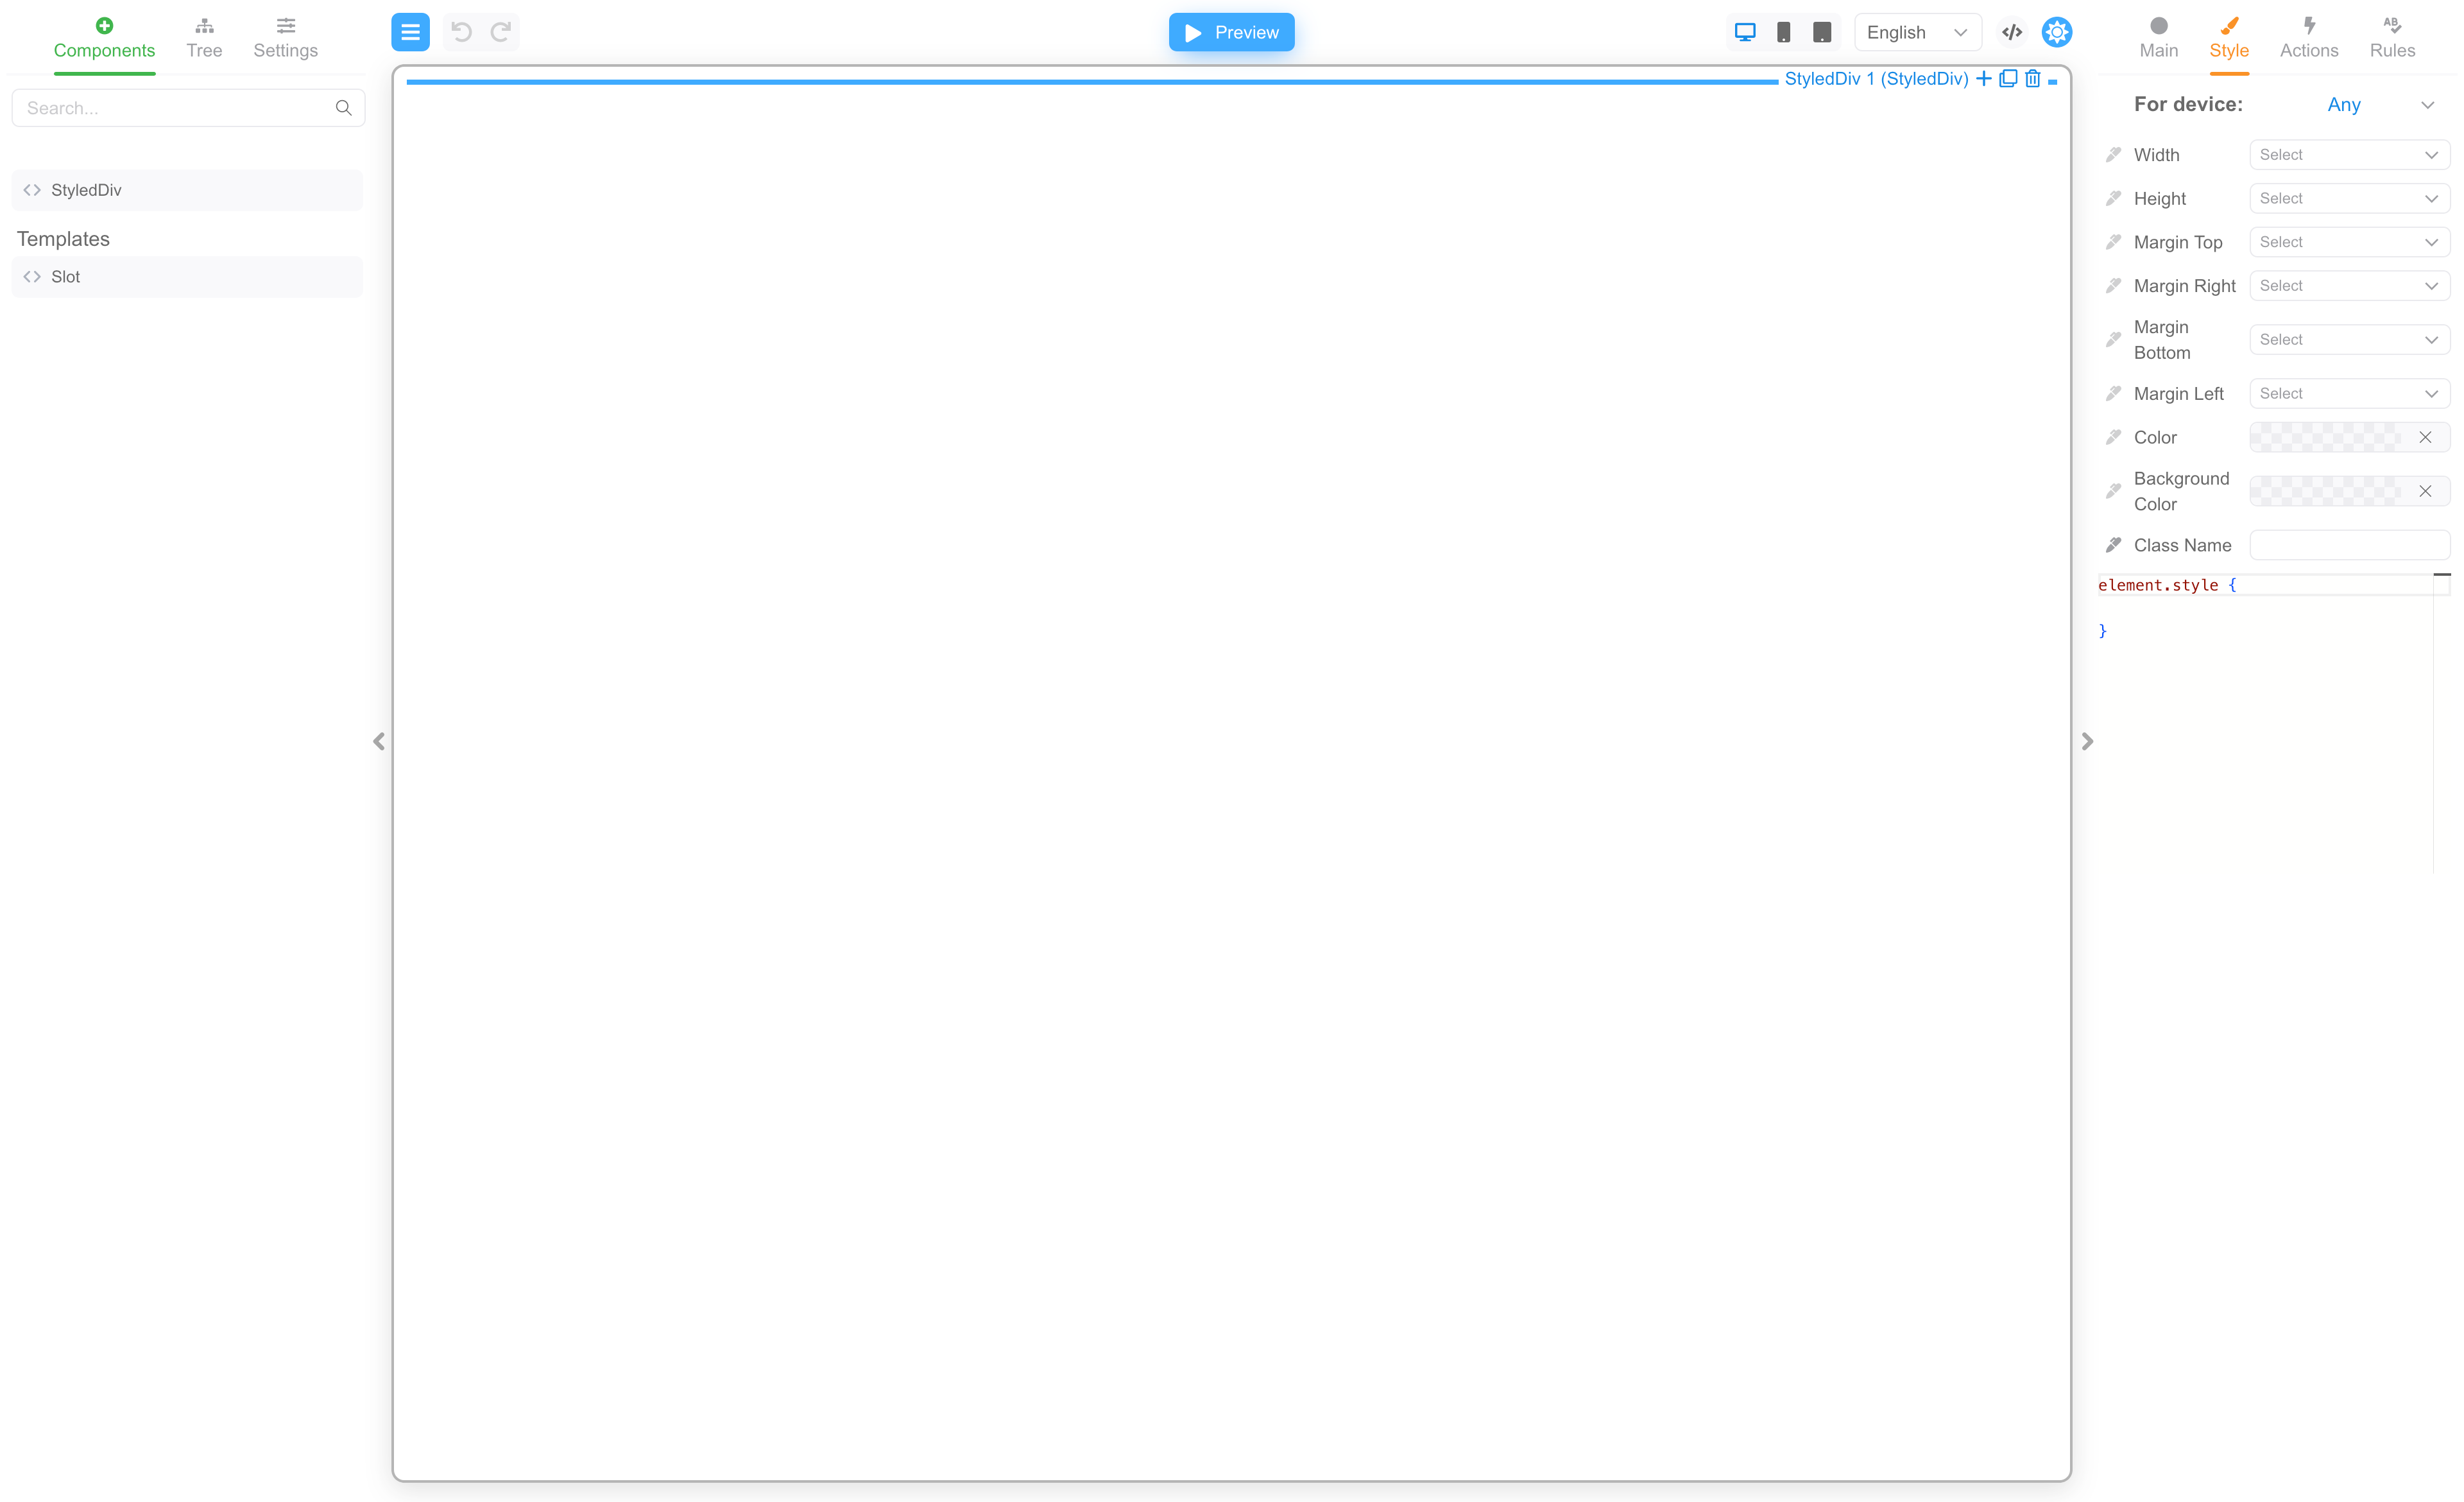 Components
Tree
Settings
Preview
English
Main
Style
Actions
Rules
Search...
StyledDiv
Templates
Slot
StyledDiv 1 (StyledDiv)
For device:
Any
Width
Select
Height
Select
Margin Top
Select
Margin Right
Select
Margin
Bottom
Select
Margin Left
Select
Color
Background
Color
Class Name
element.style {
}